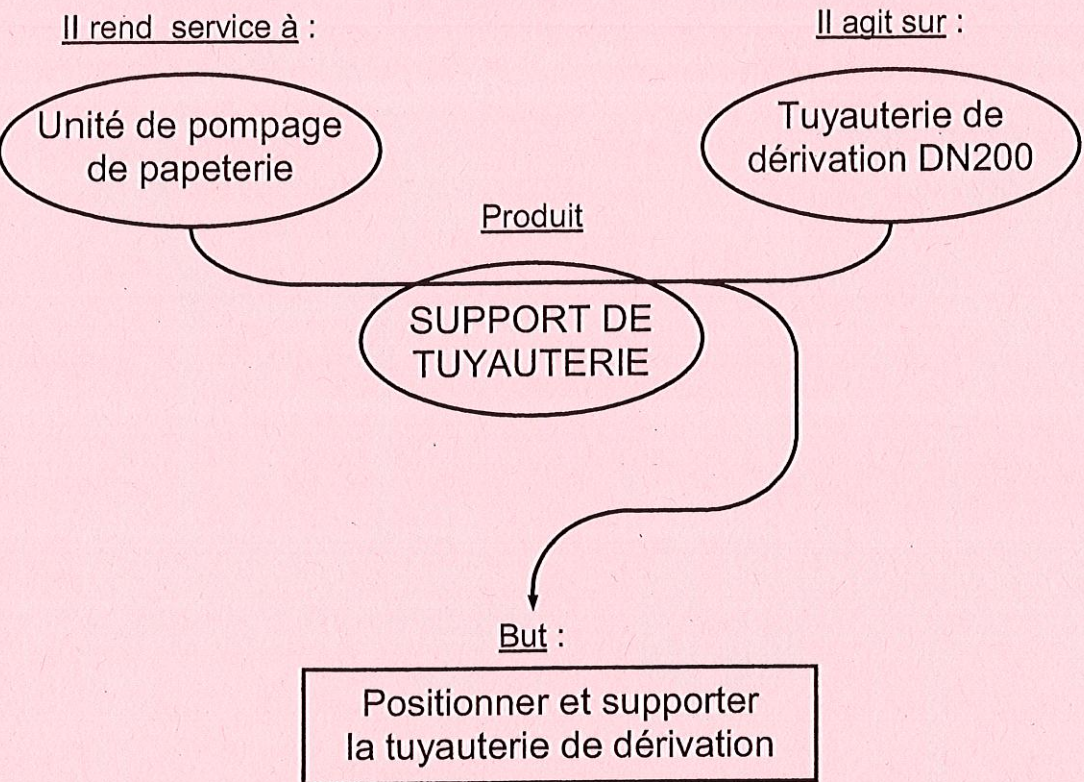 Il rend service à :
Il agit sur :
Unité de pompage
de papeterie
Tuyauterie de
dérivation DN200
Produit
SUPPORT DE
TUYAUTERIE
But :
Positionner et supporter
la tuyauterie de dérivation